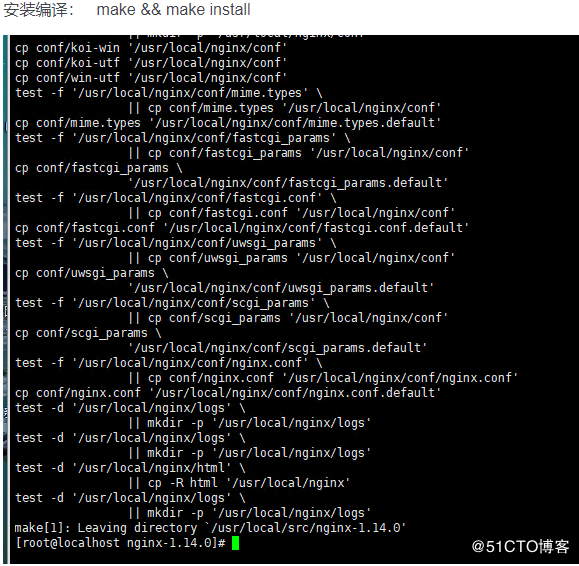 安装编译： make && make install
|| mkdir -p '/usr/local/nginx/conf'
cp conf/koi-win '/usr/local/nginx/conf'
cp conf/koi-utf '/usr/local/nginx/conf'
cp conf/win-utf '/usr/local/nginx/conf'
test -f '/usr/local/nginx/conf/mime.types' \
|| cp conf/mime.types '/usr/local/nginx/conf'
cp conf/mime.types '/usr/local/nginx/conf/mime.types.default'
test -f '/usr/local/nginx/conf/fastcgi_params' \
|| cp conf/fastcgi_params '/usr/local/nginx/conf'
cp conf/fastcgi_params \
'/usr/local/nginx/conf/fastcgi_params.default'
test -f '/usr/local/nginx/conf/fastcgi.conf' \
|| cp conf/fastcgi.conf '/usr/local/nginx/conf'
cp conf/fastcgi.conf '/usr/local/nginx/conf/fastcgi.conf.default'
test -f '/usr/local/nginx/conf/uwsgi_params' \
|| cp conf/uwsgi_params '/usr/local/nginx/conf'
cp conf/uwsgi_params \
'/usr/local/nginx/conf/uwsgi_params.default'
test -f '/usr/local/nginx/conf/scgi_params' \
|| cp conf/scgi_params '/usr/local/nginx/conf'
cp conf/scgi_params \
'/usr/local/nginx/conf/scgi_params.default'
test -f '/usr/local/nginx/conf/nginx.conf' \
|| cp conf/nginx.conf '/usr/local/nginx/conf/nginx.conf'
cp conf/nginx.conf '/usr/local/nginx/conf/nginx.conf.default'
test -d '/usr/local/nginx/logs' \
|| mkdir -p '/usr/local/nginx/logs'
test -d '/usr/local/nginx/logs' \
|| mkdir -p '/usr/local/nginx/logs'
test -d '/usr/local/nginx/html' \
|| cp -R html '/usr/local/nginx'
test -d '/usr/local/nginx/logs' \
|| mkdir -p '/usr/local/nginx/logs'
make[1]: Leaving directory `/usr/local/src/nginx-1.14.0'
[root@localhost nginx-1.14.0]#
@51CTO博客